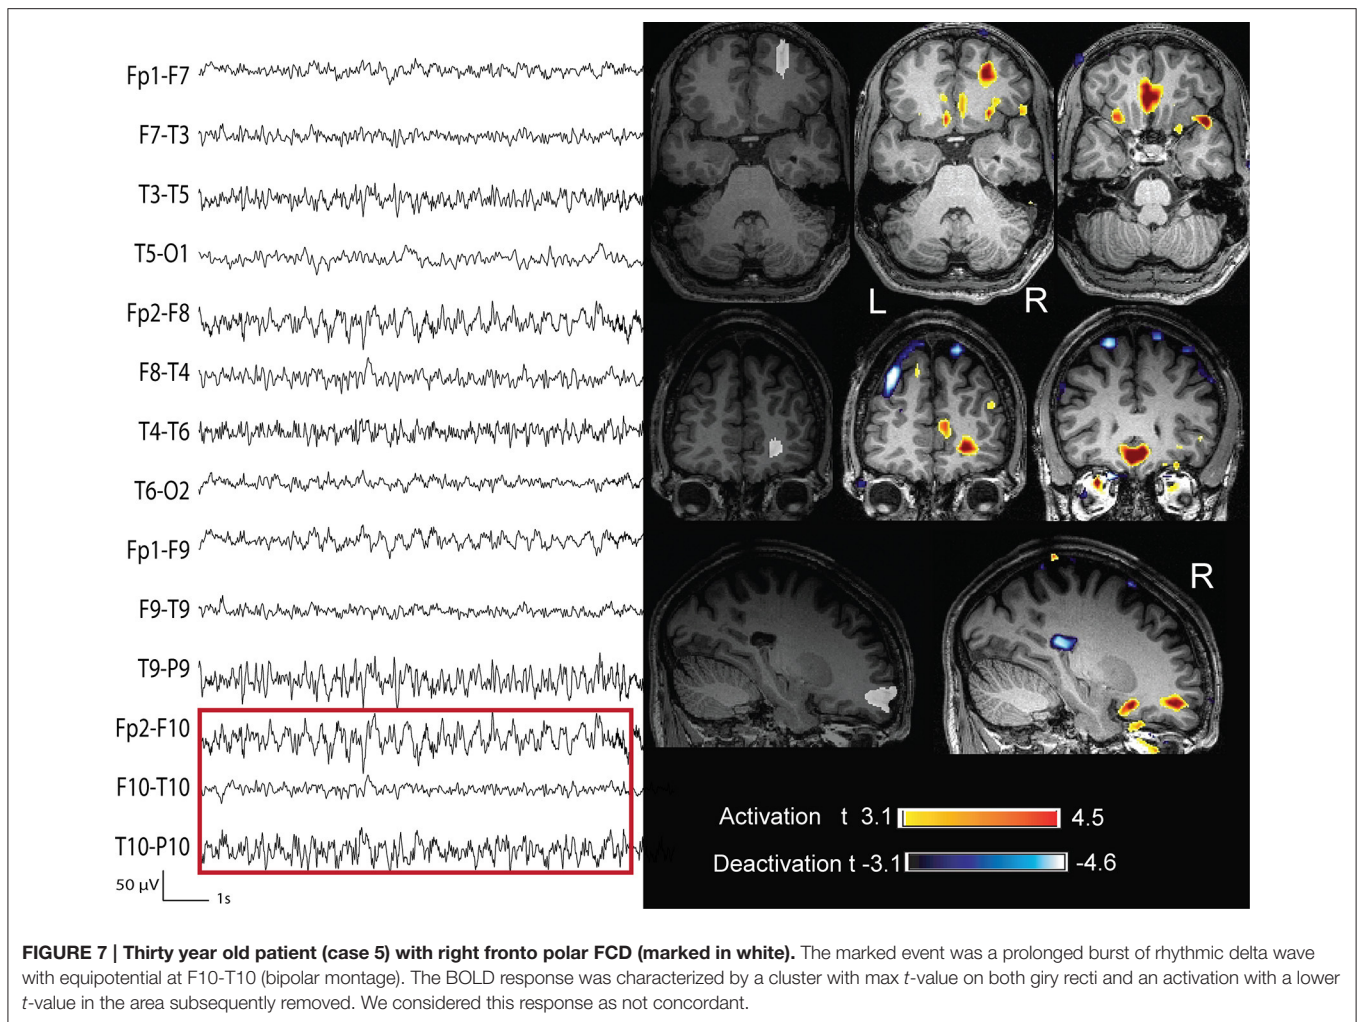 Fp1-F7
F7-T3
T3-T5
T5-O1
Fp2-F8
F8-T4
T4-T6
T6-O2
Fp1-F9
F9-T9
T9-P9
Fp2-F10
F10-T10
T10-P10
50 µV
1s
L R
R
Activation t 3.1 4.5
Deactivation t -3.1 -4.6
FIGURE 7 | Thirty year old patient (case 5) with right fronto polar FCD (marked in white). The marked event was a prolonged burst of rhythmic delta wave
with equipotential at F10-T10 (bipolar montage). The BOLD response was characterized by a cluster with max t-value on both giry recti and an activation with a lower
t-value in the area subsequently removed. We considered this response as not concordant.